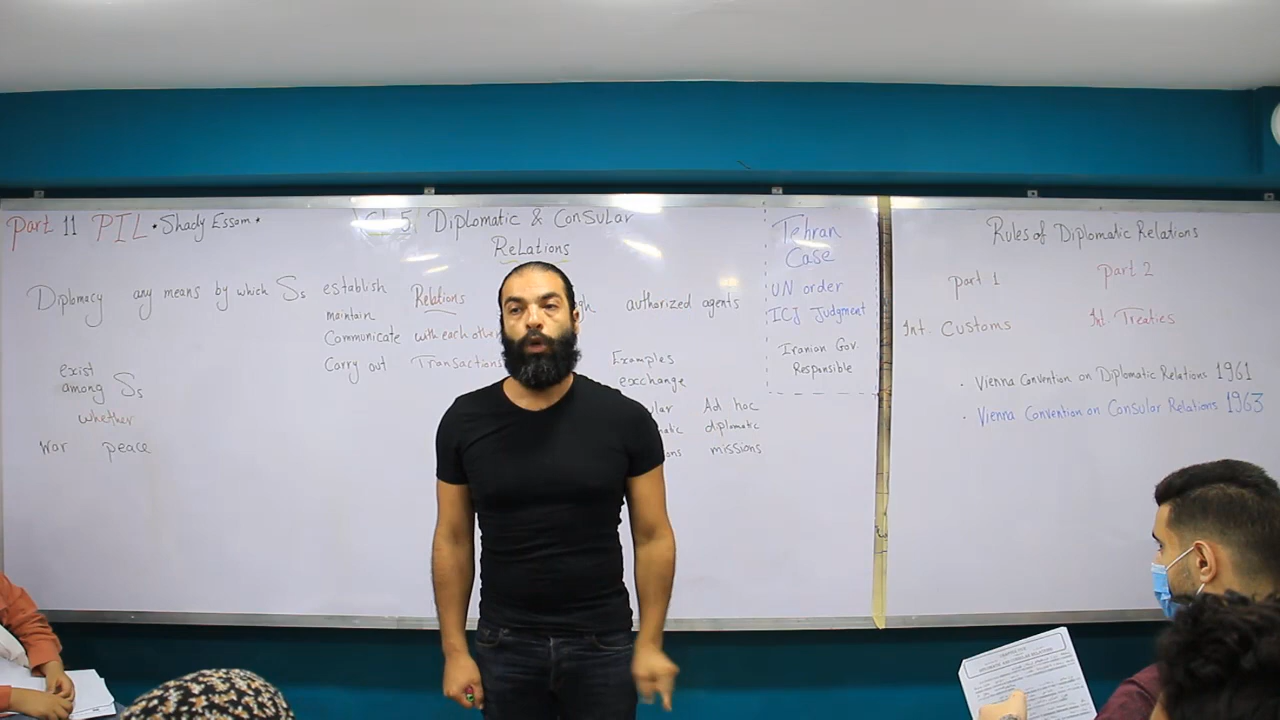 Part 11 PIL • Shady Essam *
Ch 5 Diplomatic & Consular
Relations
Diplomacy any means by which Ss establish Relations authorized agents
maintain
Communicate with each other
Carry out Transactions
exist
among Ss
whether
War peace
Examples
exchange
Ad hoc
diplomatic
missions
Tehran
Case
UN order
ICJ Judgment
Iranian Gov
Responsible
Rules of Diplomatic Relations
part 1
Int. Customs
part 2
Int. Treaties
• Vienna Convention on Diplomatic Relations 1961
• Vienna Convention on Consular Relations 1963